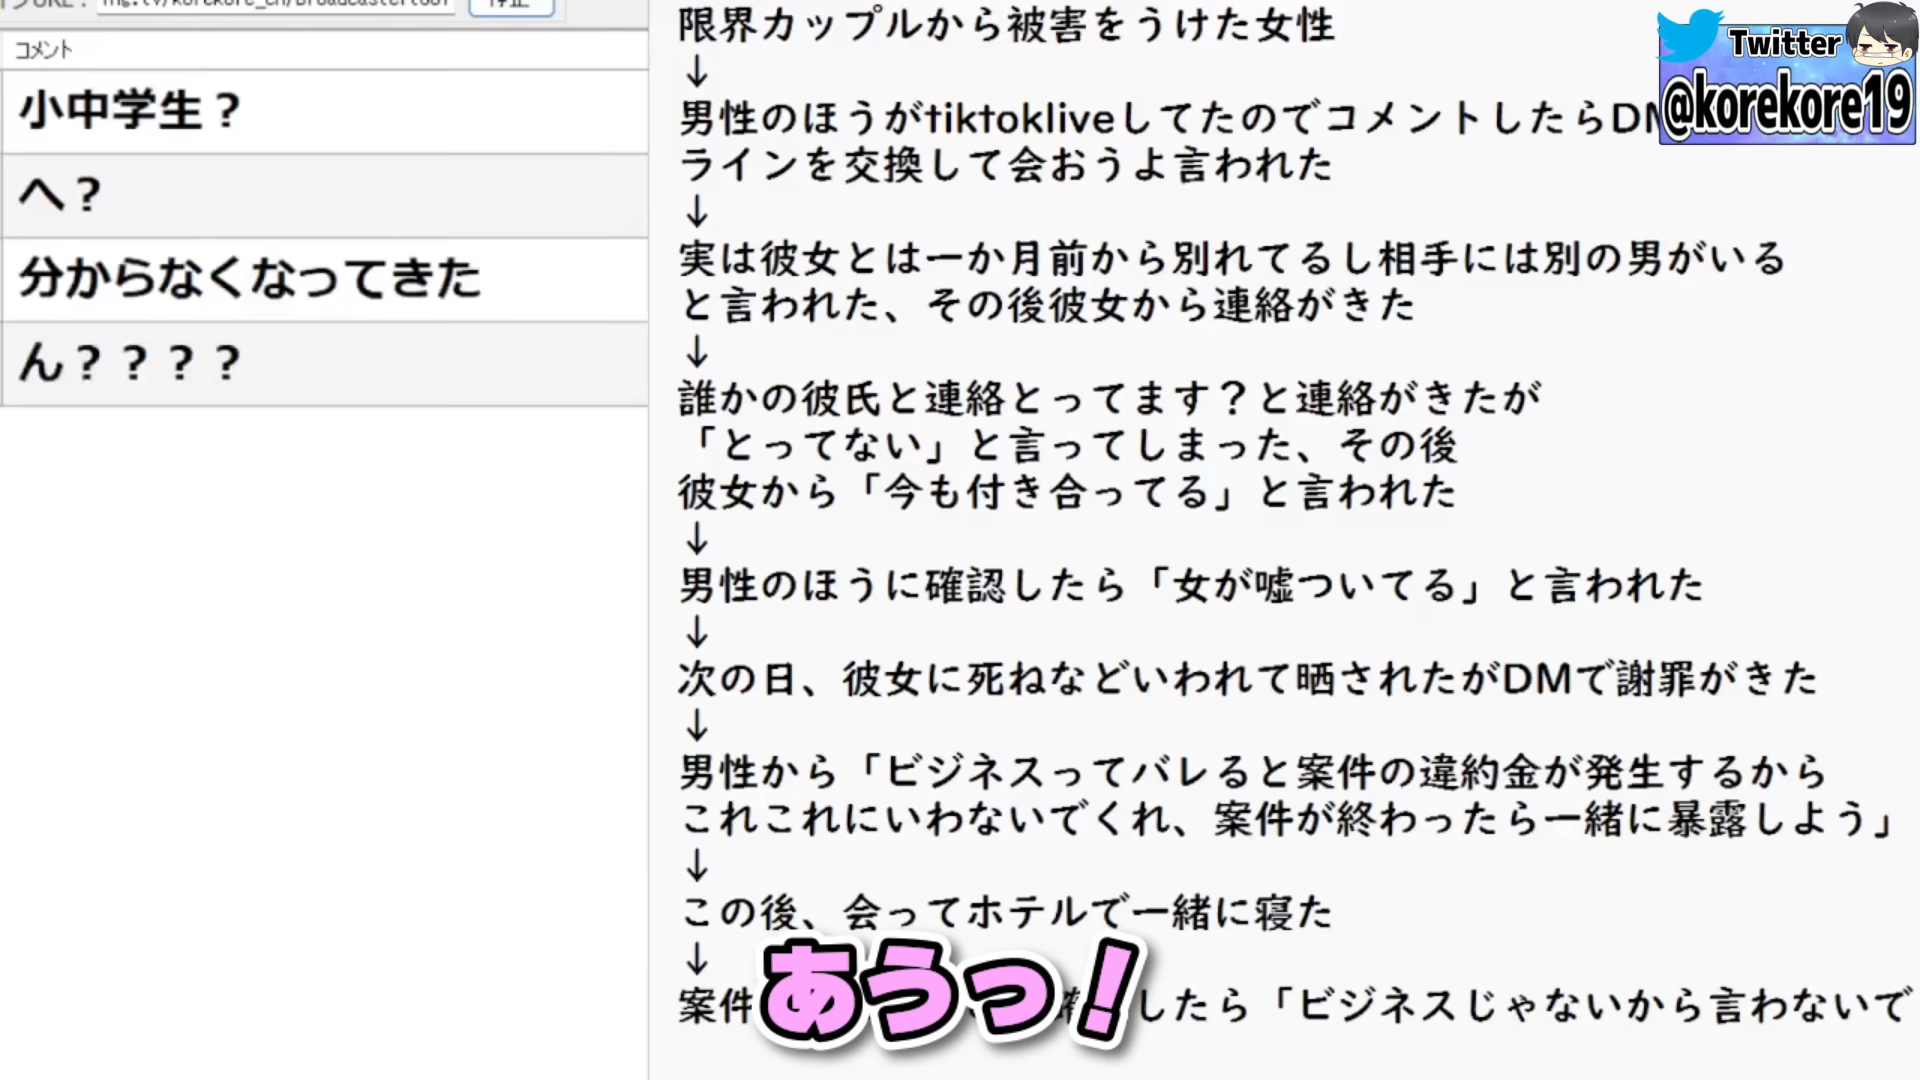 コメント
小中学生？
へ？
分からなくなってきた
ん？？？？
限界カップルから被害をうけた女性
↓
男性のほうがtiktokliveしてたのでコメントしたらDM
ラインを交換して会おうよ言われた
↓
実は彼女とは一か月前から別れてるし相手には別の男がいる
と言われた、その後彼女から連絡がきた
↓
誰かの彼氏と連絡とってます？と連絡がきたが
「とってない」と言ってしまった、その後
彼女から「今も付き合ってる」と言われた
↓
男性のほうに確認したら「女が嘘ついてる」と言われた
↓
次の日、彼女に死ねなどいわれて晒されたがDMで謝罪がきた
↓
男性から「ビジネスってバレると案件の違約金が発生するから
これこれにいわないでくれ、案件が終わったら一緒に暴露しよう」
↓
この後、会ってホテルで一緒に寝た
↓
案件 したら「ビジネスじゃないから言わないで
あうっ！
Twitter
@korekore19